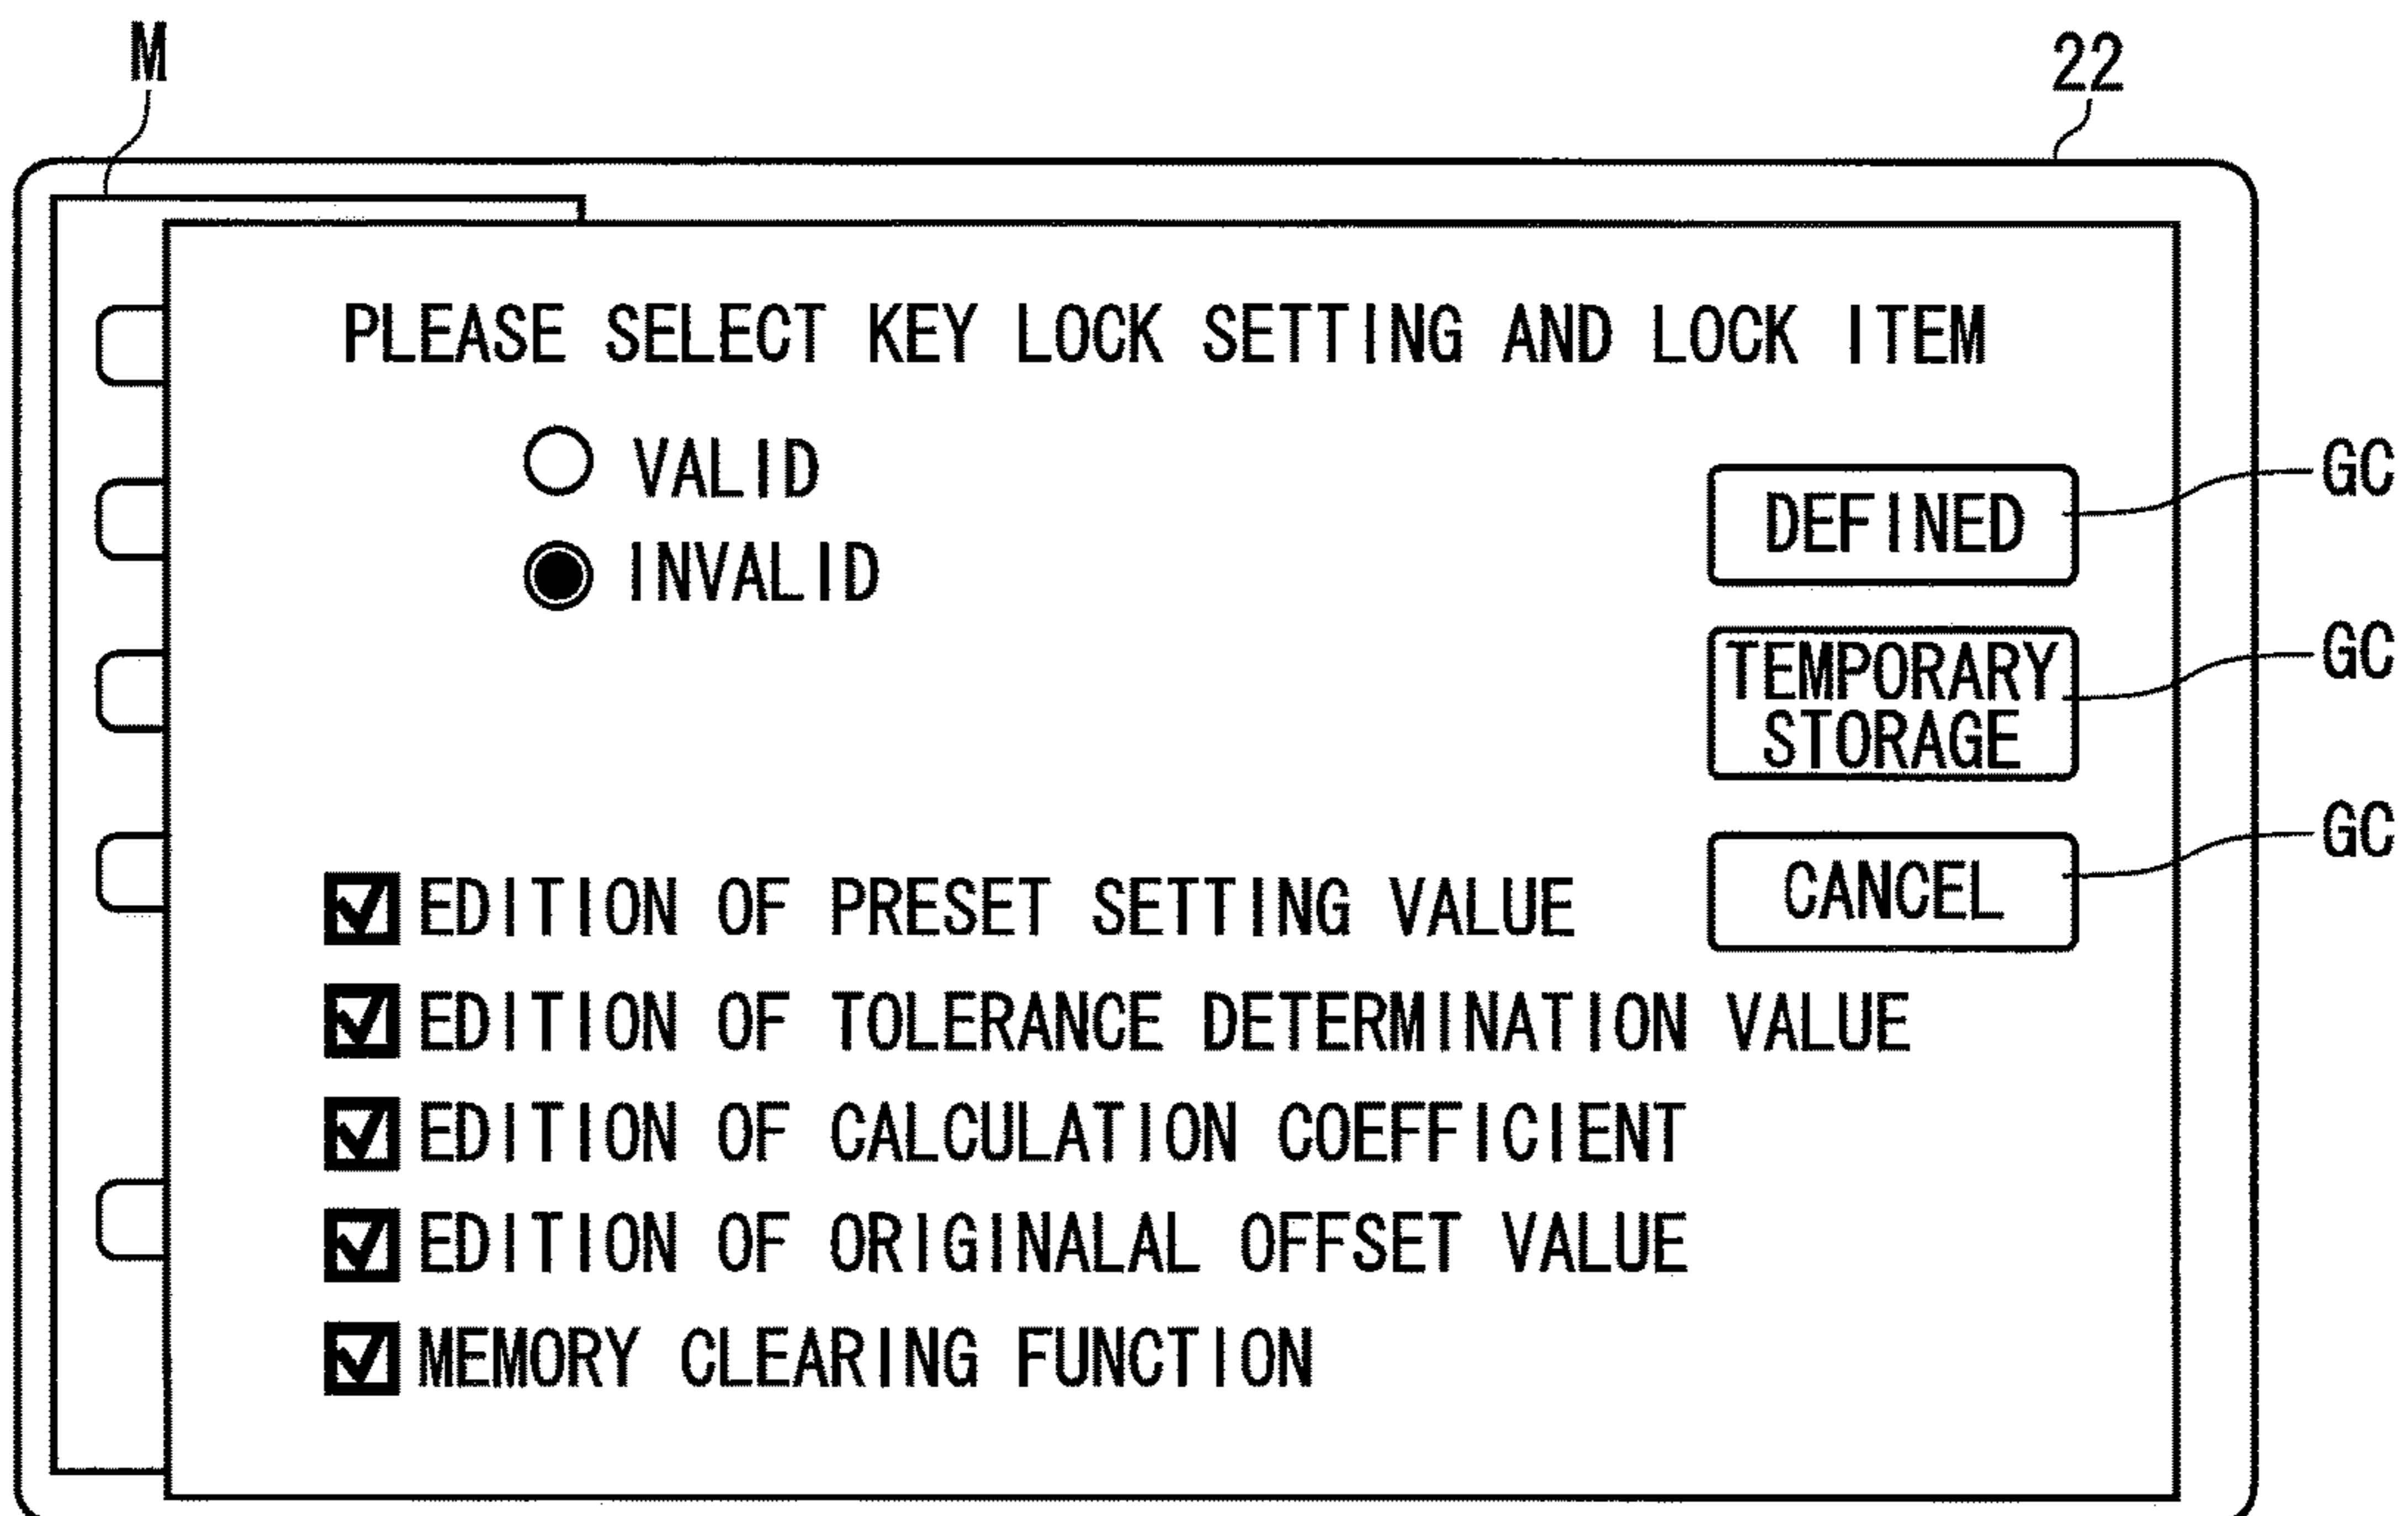 M
22
PLEASE SELECT KEY LOCK SETTING AND LOCK ITEM
VALID
INVALID
DEFINED
GC
TEMPORARY
STORAGE
GC
CANCEL
GC
EDITION OF PRESET SETTING VALUE
EDITION OF TOLERANCE DETERMINATION VALUE
EDITION OF CALCULATION COEFFICIENT
EDITION OF ORIGINALAL OFFSET VALUE
MEMORY CLEARING FUNCTION